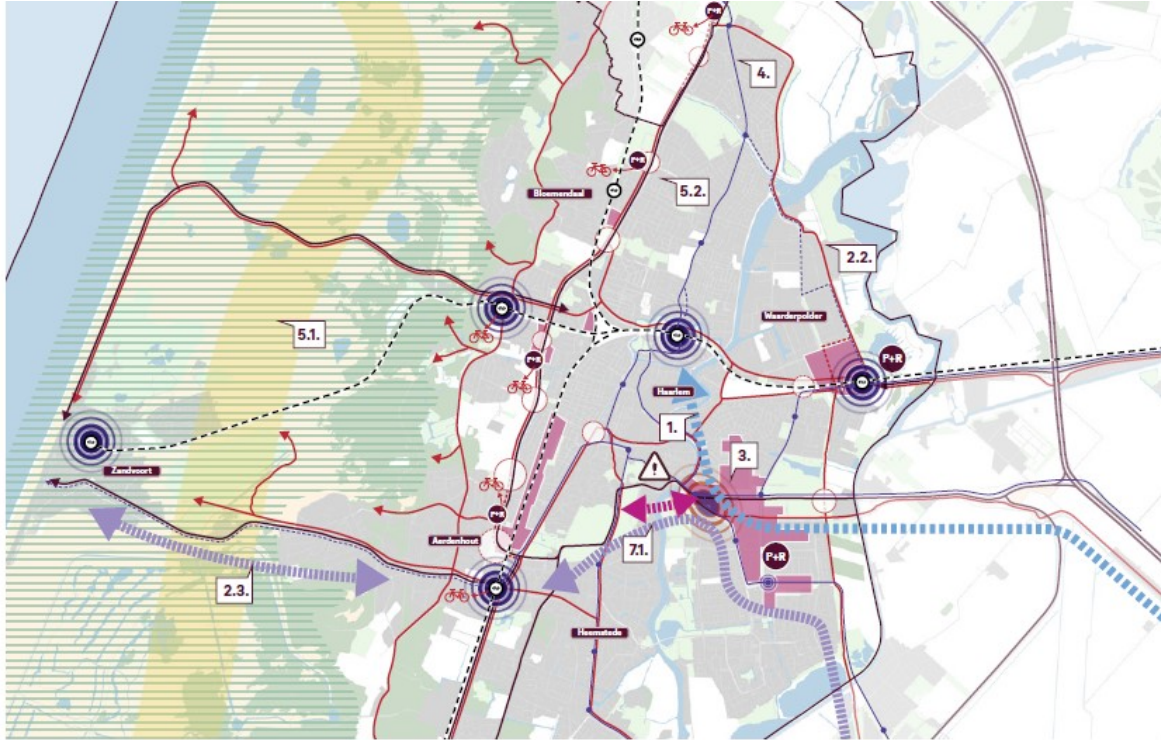 P+R
4.
P+R
5.2.
Bloemendaal
2.2.
5.1.
Waarderpolder
P+R
P+R
Haarlem
1.
3.
Zandvoort
P+R
Aerdenhout
7.1.
P+R
2.3.
Heemstede